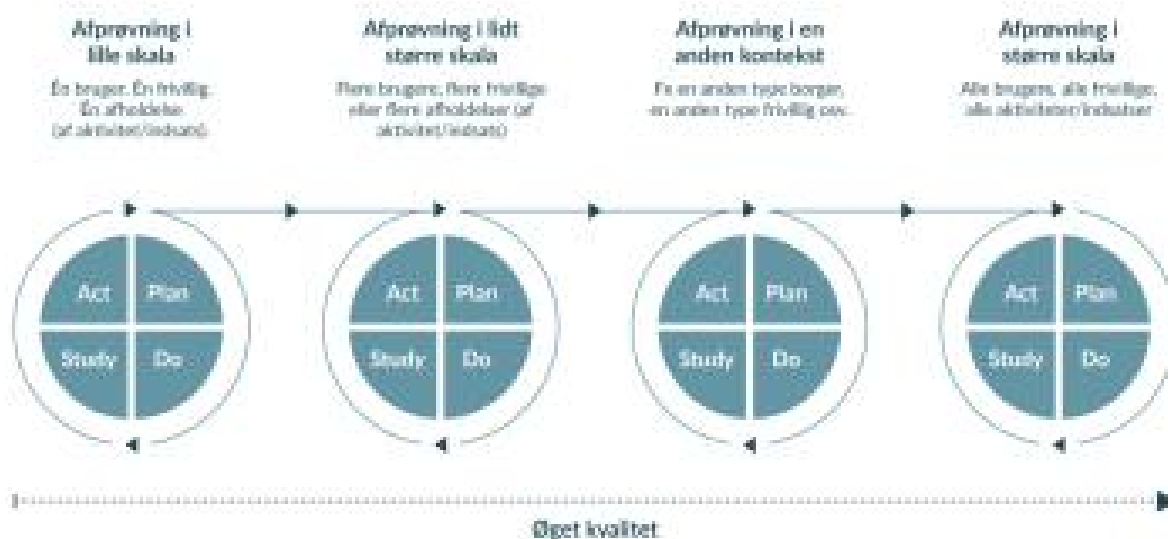 Afprøvning i
lille skala
Én bruger. Én frivillig.
Én afholdelse.
(af aktivitet/indsats)
Afprøvning i lidt
større skala
Flere brugere, flere frivillige
eller flere afholdelser (af
aktivitet/indsats)
Afprøvning i en
anden kontekst
Fx en anden type borger,
en anden type frivillig osv.
Afprøvning i
større skala
Alle brugere, alle frivillige,
alle aktiviteter/indsatser
Act Plan
Study Do
Act Plan
Study Do
Act Plan
Study Do
Act Plan
Study Do
Øget kvalitet